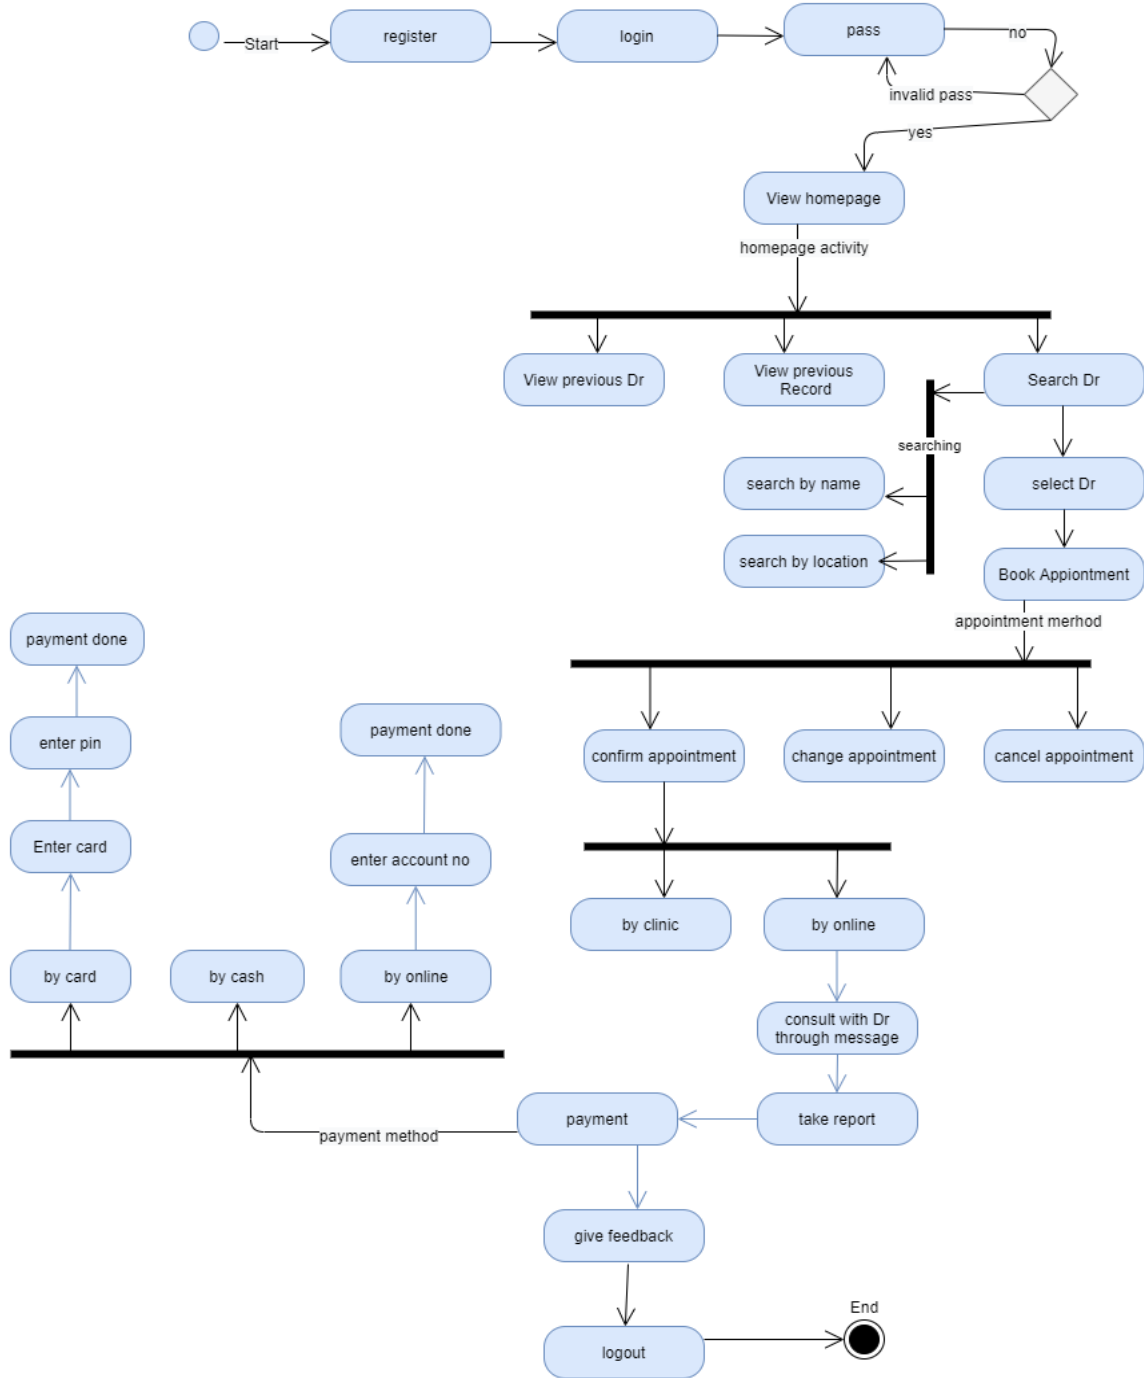 Start
register
login
pass
no
invalid pass
yes
View homepage
homepage activity
View previous Dr
View previous
Record
Search Dr
searching
search by name
select Dr
search by location
Book Appiontment
appointment merhod
payment done
enter pin
payment done
confirm appointment
change appointment
cancel appointment
Enter card
enter account no
by clinic
by online
by card
by cash
by online
consult with Dr
through message
payment
take report
payment method
give feedback
End
logout